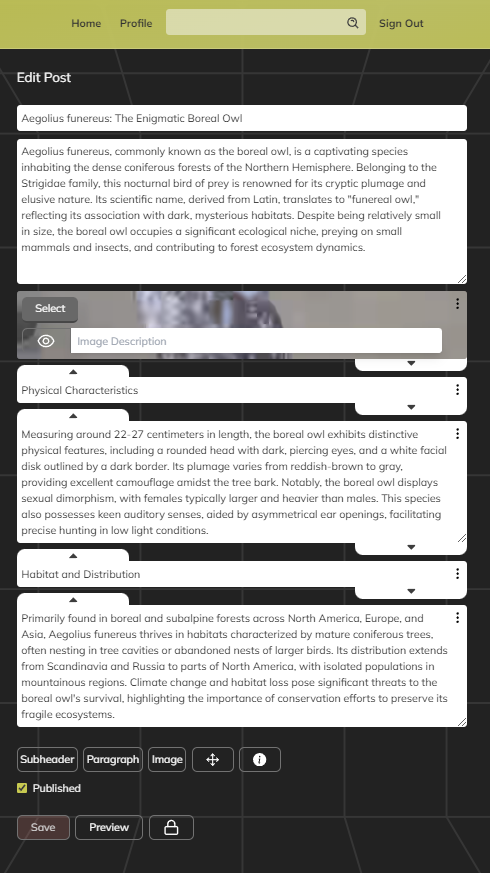 Home Profile Sign Out
Edit Post
Aegolius funereus: The Enigmatic Boreal Owl
Aegolius funereus, commonly known as the boreal owl, is a captivating species
inhabiting the dense coniferous forests of the Northern Hemisphere. Belonging to the
Strigidae family, this nocturnal bird of prey is renowned for its cryptic plumage and
elusive nature. Its scientific name, derived from Latin, translates to "funereal owl,"
reflecting its association with dark, mysterious habitats. Despite being relatively small
in size, the boreal owl occupies a significant ecological niche, preying on small
mammals and insects, and contributing to forest ecosystem dynamics.
Select
Image Description
Physical Characteristics
Measuring around 22-27 centimeters in length, the boreal owl exhibits distinctive
physical features, including a rounded head with dark, piercing eyes, and a white facial
disk outlined by a dark border. Its plumage varies from reddish-brown to gray,
providing excellent camouflage amidst the tree bark. Notably, the boreal owl displays
sexual dimorphism, with females typically larger and heavier than males. This species
also possesses keen auditory senses, aided by asymmetrical ear openings, facilitating
precise hunting in low light conditions.
Habitat and Distribution
Primarily found in boreal and subalpine forests across North America, Europe, and
Asia, Aegolius funereus thrives in habitats characterized by mature coniferous trees,
often nesting in tree cavities or abandoned nests of larger birds. Its distribution extends
from Scandinavia and Russia to parts of North America, with isolated populations in
mountainous regions. Climate change and habitat loss pose significant threats to the
boreal owl's survival, highlighting the importance of conservation efforts to preserve its
fragile ecosystems.
Subheader Paragraph Image
Published
Save Preview